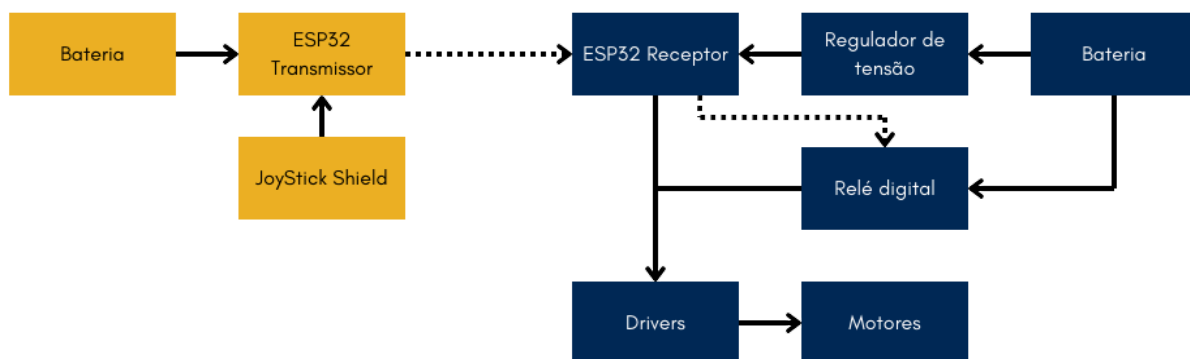 Bateria
ESP32
Transmissor
ESP32 Receptor
Regulador de
tensão
Bateria
JoyStick Shield
Relé digital
Drivers
Motores